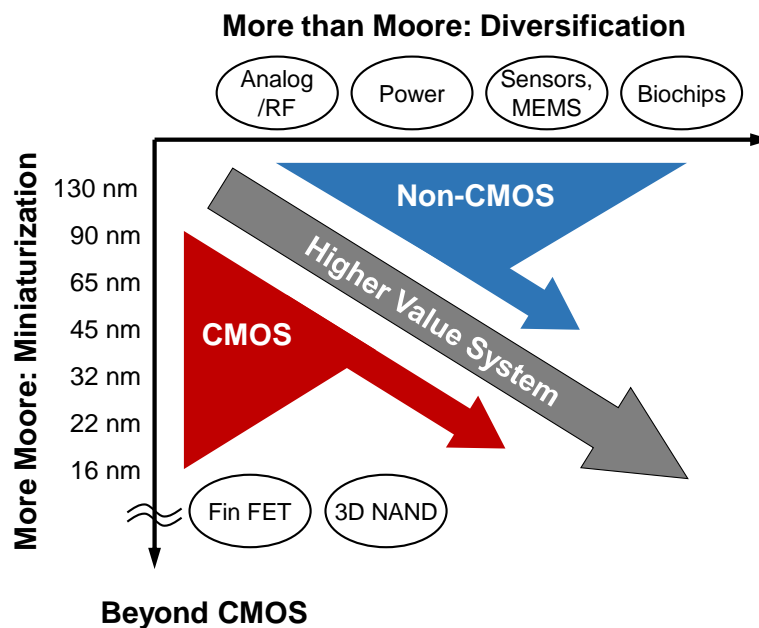 More than Moore: Diversification
Analog
/RF
Power
Sensors,
MEMS
Biochips
More Moore: Miniaturization
130 nm
90 nm
65 nm
45 nm
32 nm
22 nm
16 nm
Non-CMOS
Higher Value System
CMOS
Fin FET
3D NAND
Beyond CMOS